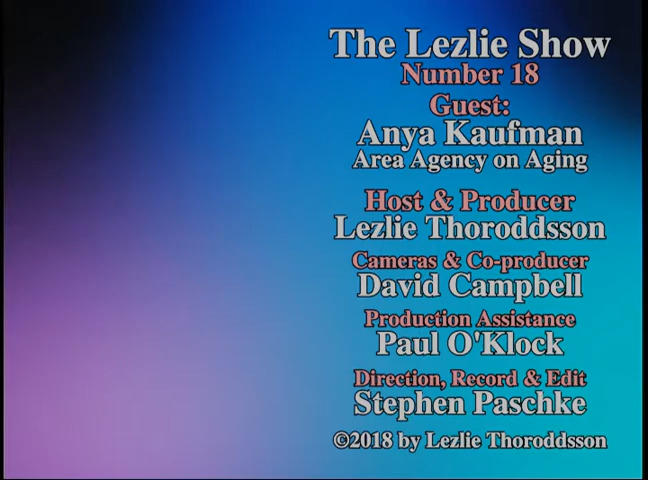 The Lezlie Show
Number 18
Guest:
Anya Kaufman
Area Agency on Aging
Host & Producer
Lezlie Thoroddsson
Cameras & Co-producer
David Campbell
Production Assistance
Paul O'Klock
Direction, Record & Edit
Stephen Paschke
©2018 by Lezlie Thoroddsson